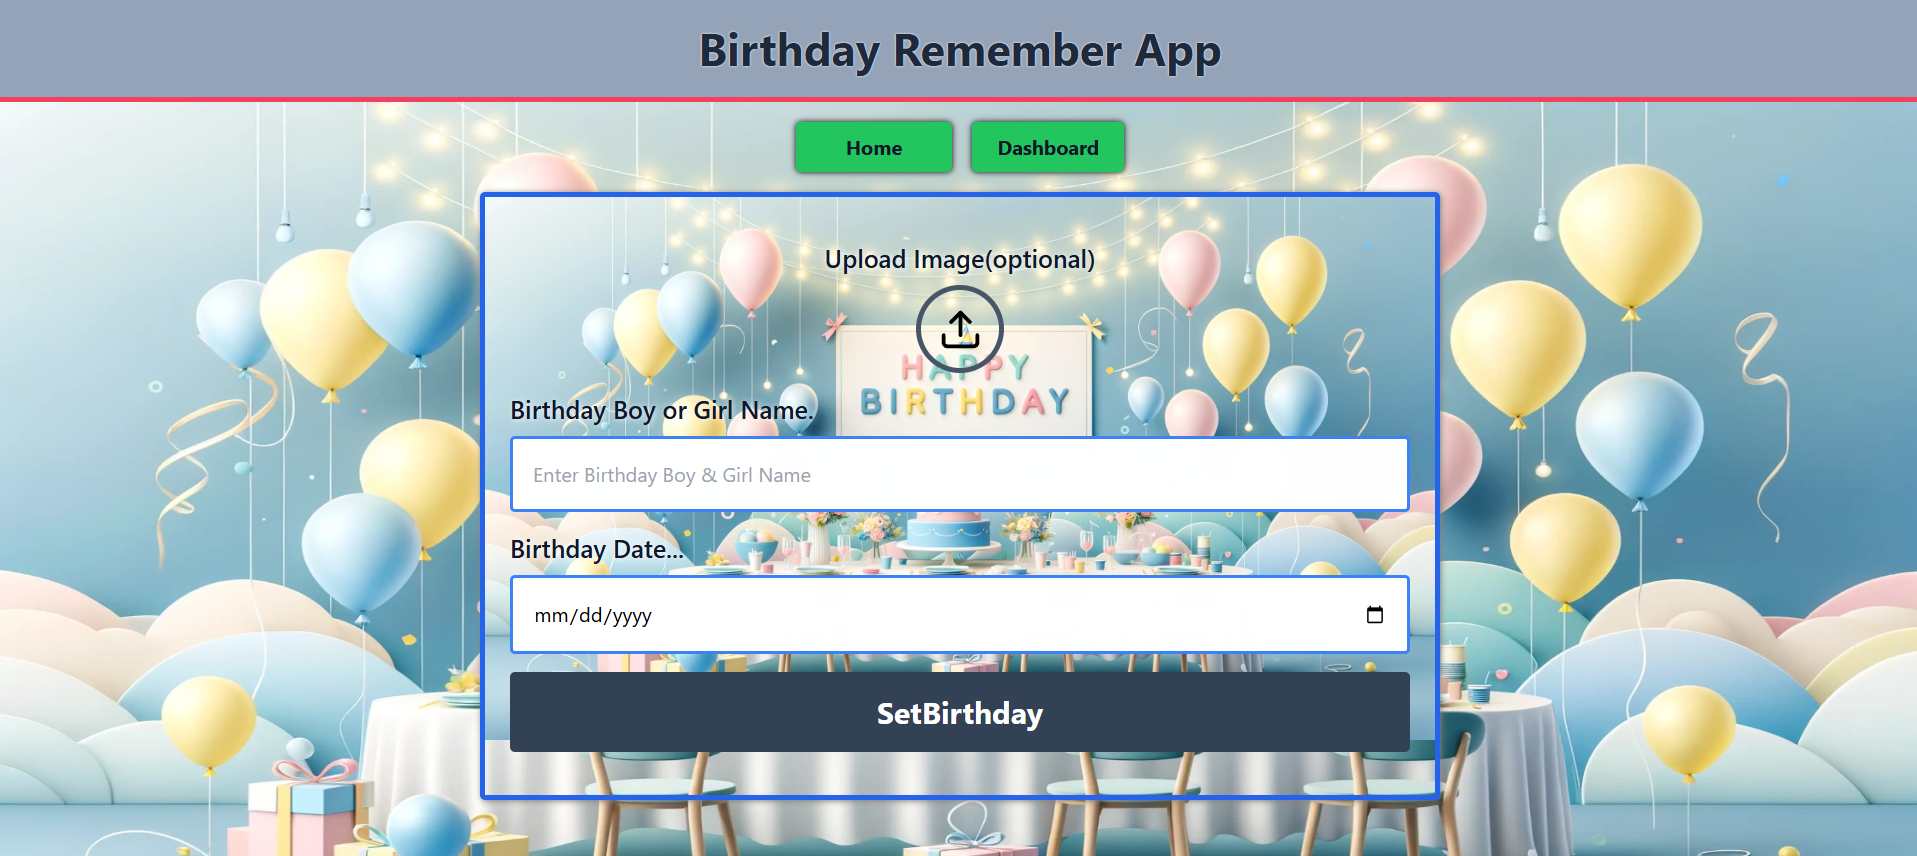 Birthday Remember App
Home
Dashboard
Upload Image(optional)
HAPPY
BIRTHDAY
Birthday Boy or Girl Name.
Enter Birthday Boy & Girl Name
Birthday Date...
mm/dd/yyyy
SetBirthday